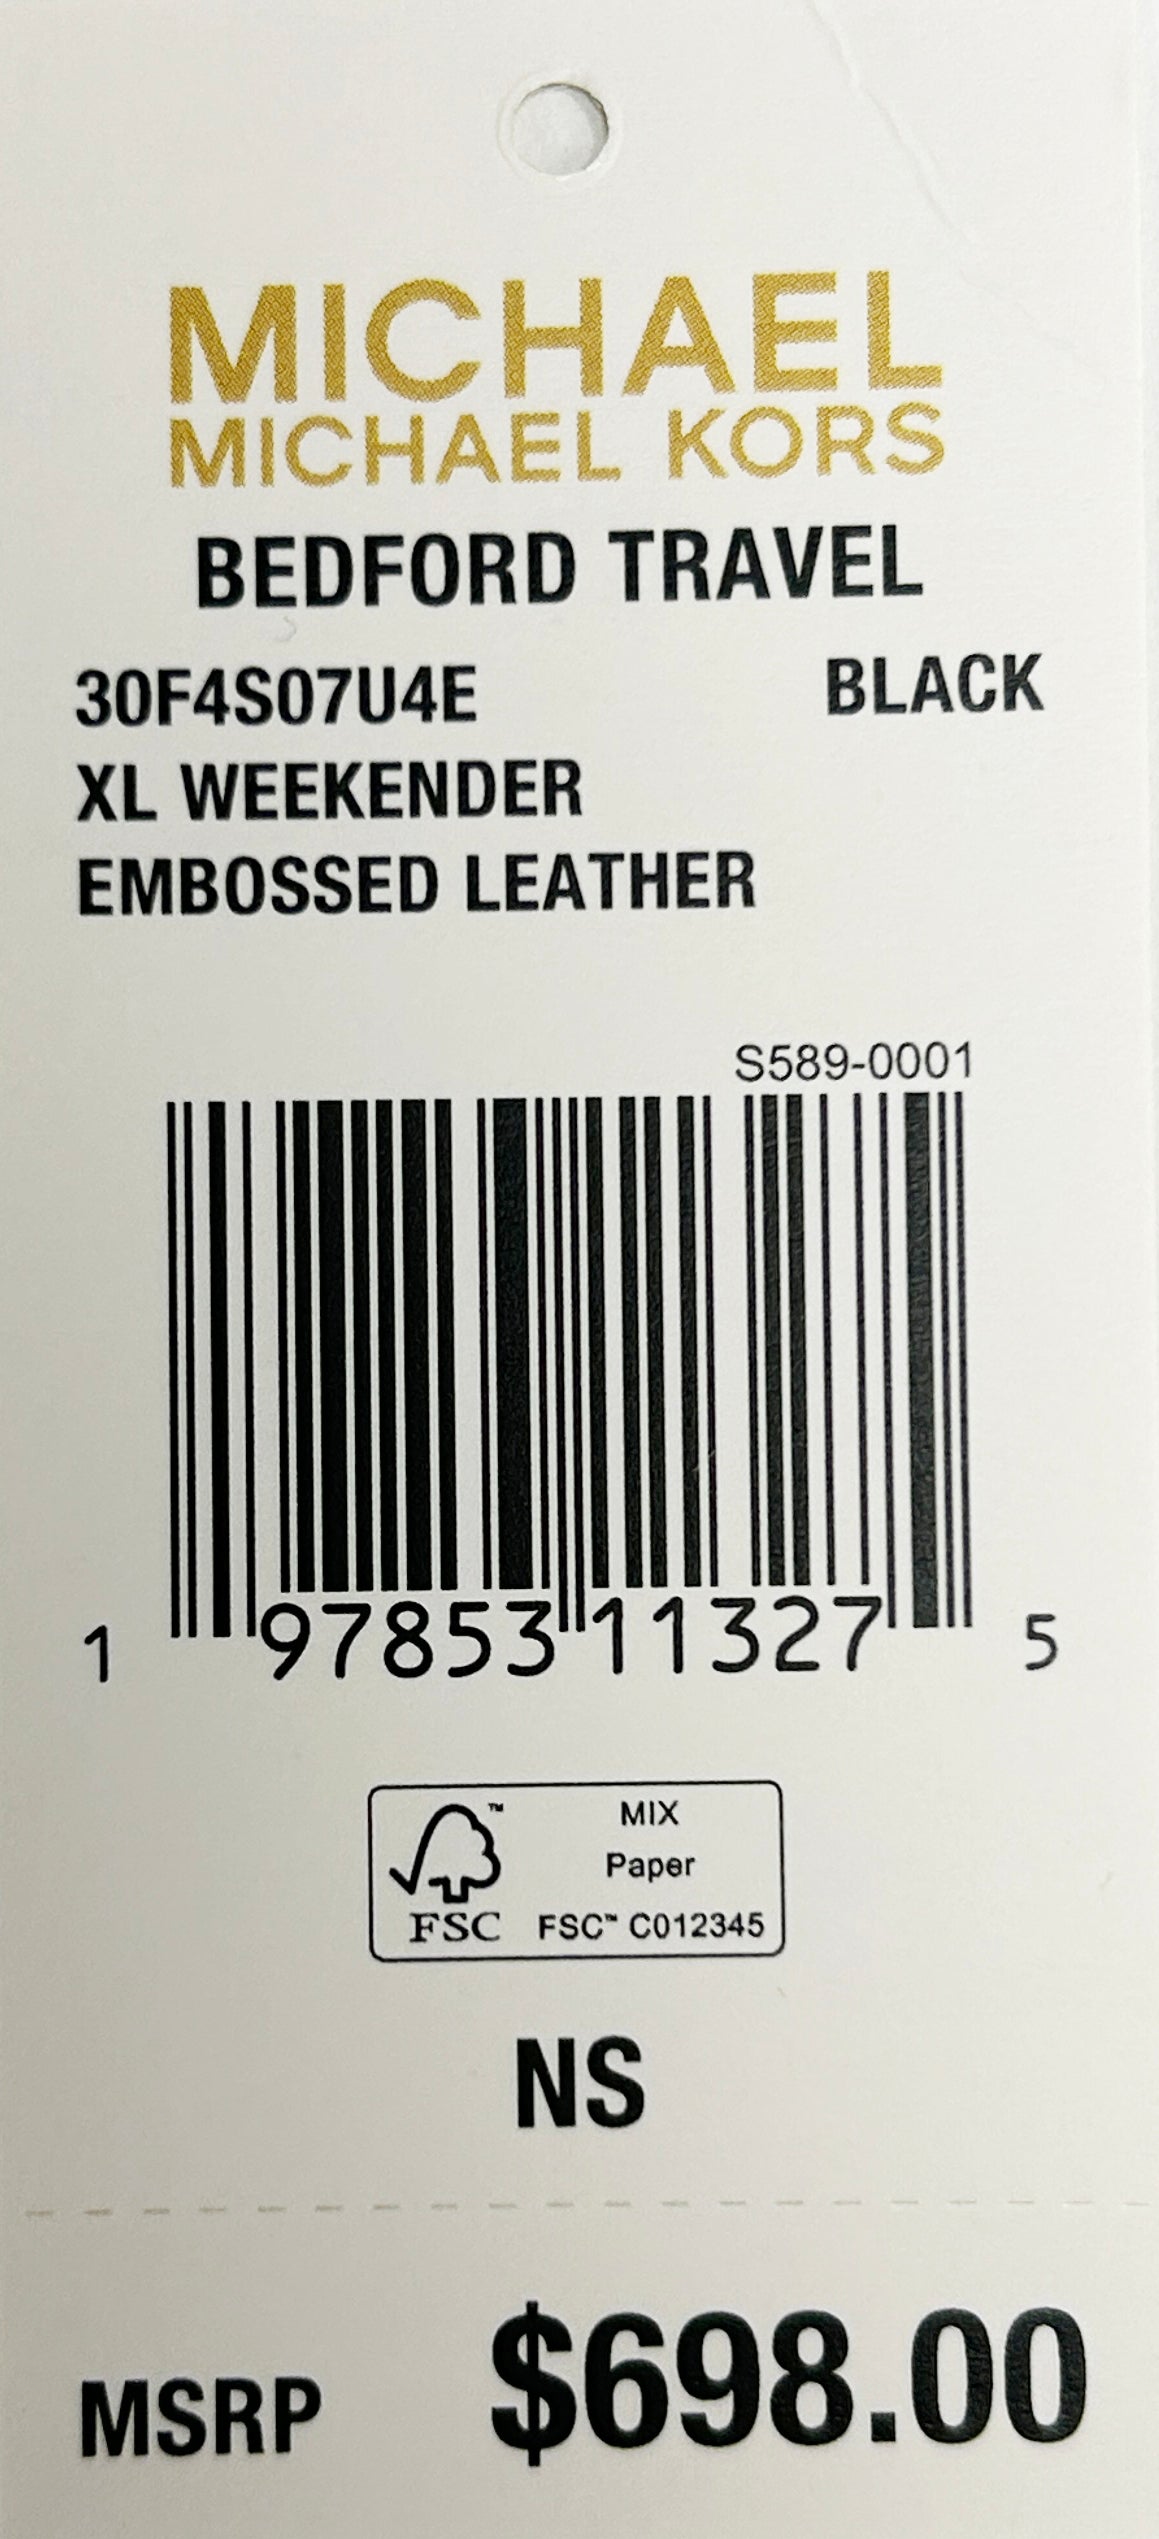 MICHAEL
MICHAEL KORS
BEDFORD TRAVEL
30F4S07U4E BLACK
XL WEEKENDER
EMBOSSED LEATHER
S589-0001
1 97853 11327 5
™ MIX
Paper
FSC FSC™ C012345
NS
MSRP $698.00